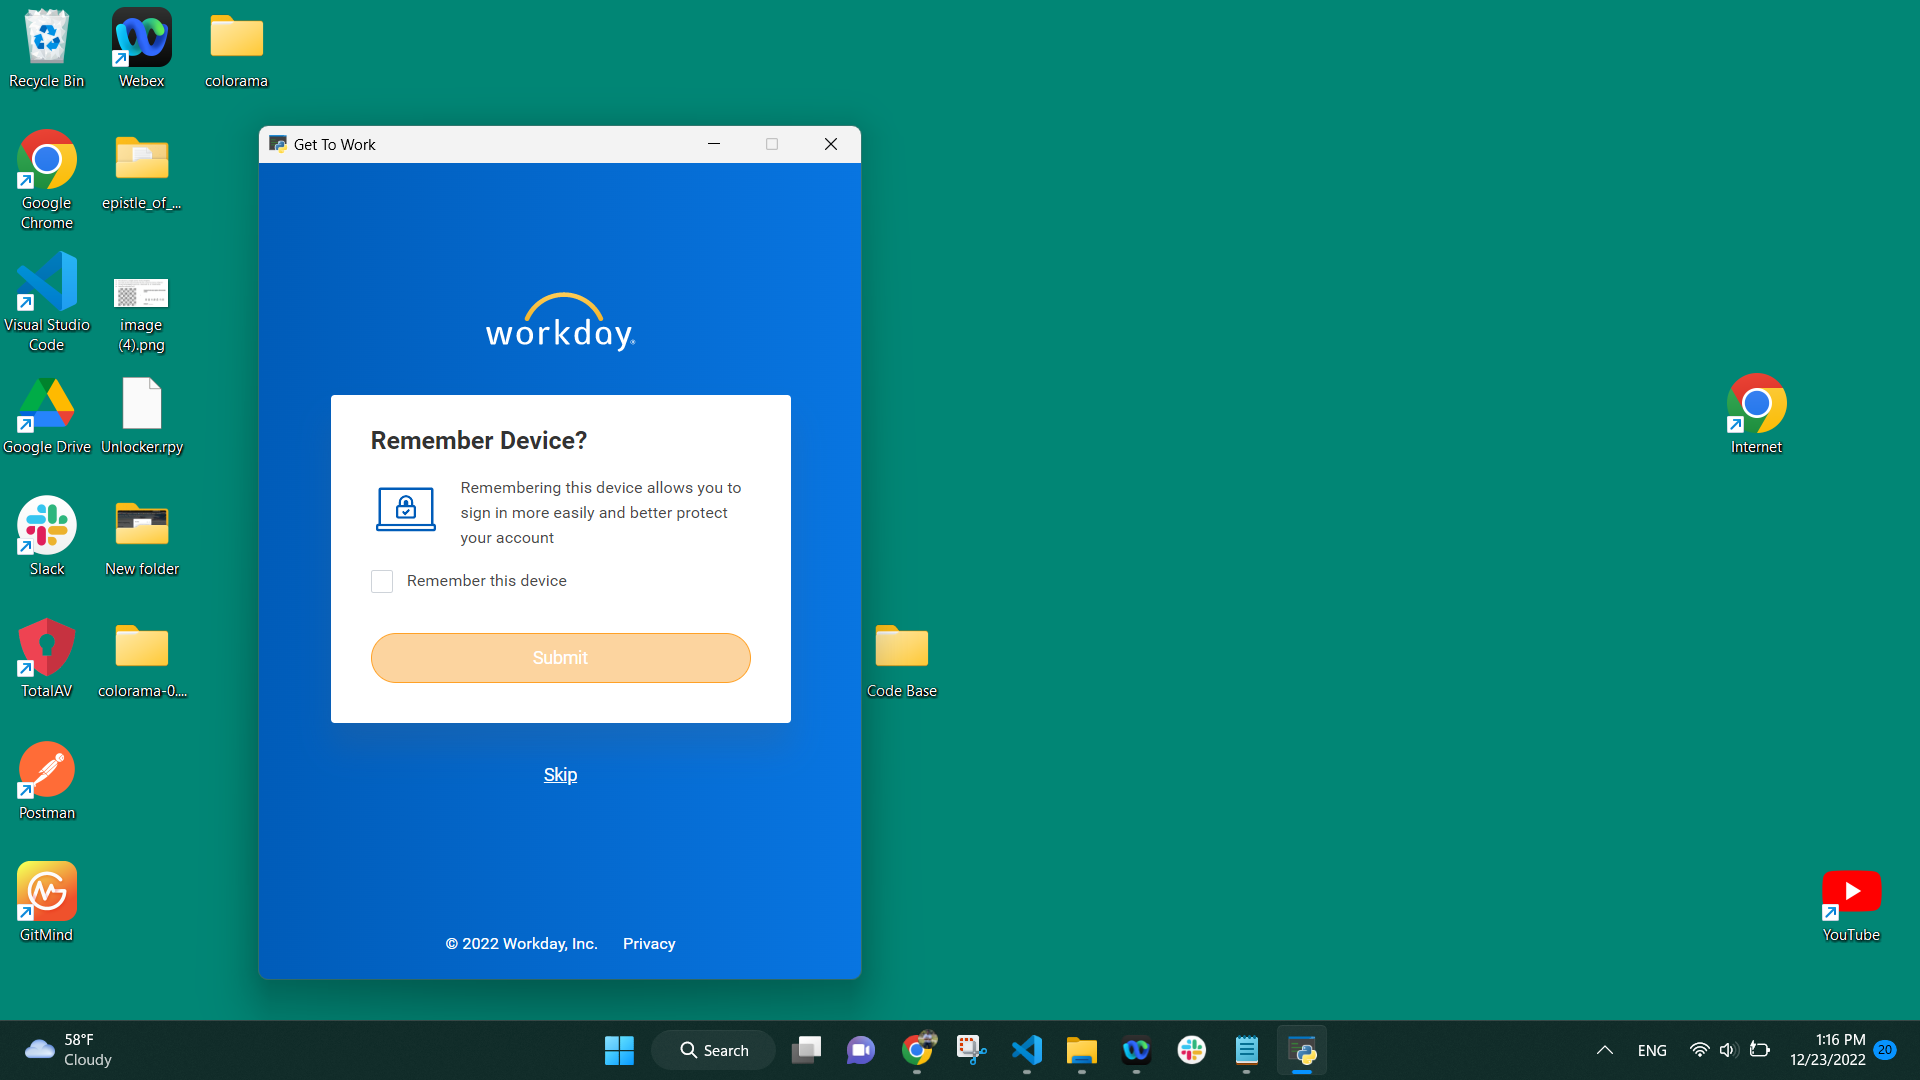 Recycle Bin
Webex
colorama
Google
Chrome
epistle_of_...
Visual Studio
Code
image
(4).png
Google Drive
Unlocker.rpy
Slack
New folder
TotalAV
colorama-0....
Postman
GitMind
Get To Work
workday
Remember Device?
Remembering this device allows you to
sign in more easily and better protect
your account
Remember this device
Submit
Skip
© 2022 Workday, Inc.
Privacy
Code Base
Internet
YouTube
58°F
Cloudy
Search
ENG
1:16 PM
12/23/2022
20